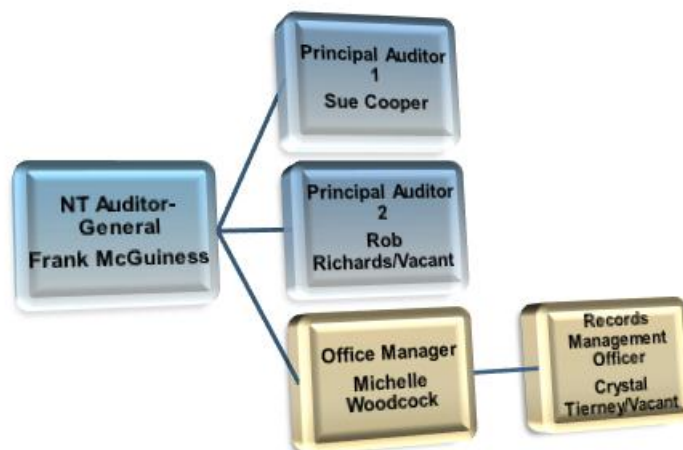 Principal Auditor
1
Sue Cooper
NT Auditor-
General
Frank McGuiness
Principal Auditor
2
Rob
Richards/Vacant
Office Manager
Michelle
Woodcock
Records
Management
Officer
Crystal
Tierney/Vacant